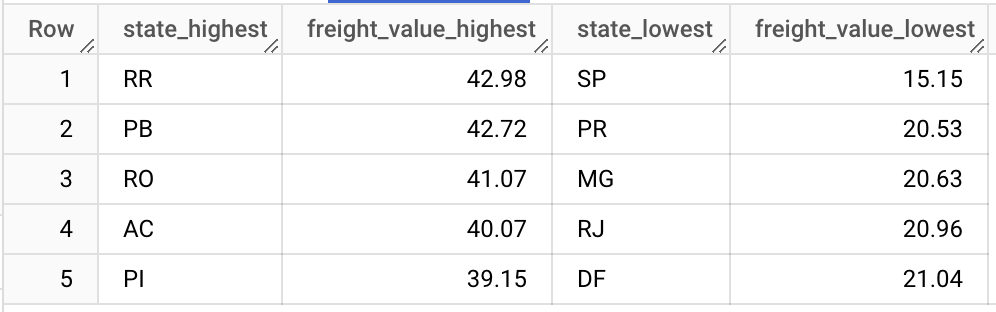 Row state_highest freight_value_highest state_lowest freight_value_lowest
1 RR 42.98 SP 15.15
2 PB 42.72 PR 20.53
3 RO 41.07 MG 20.63
4 AC 40.07 RJ 20.96
5 PI 39.15 DF 21.04